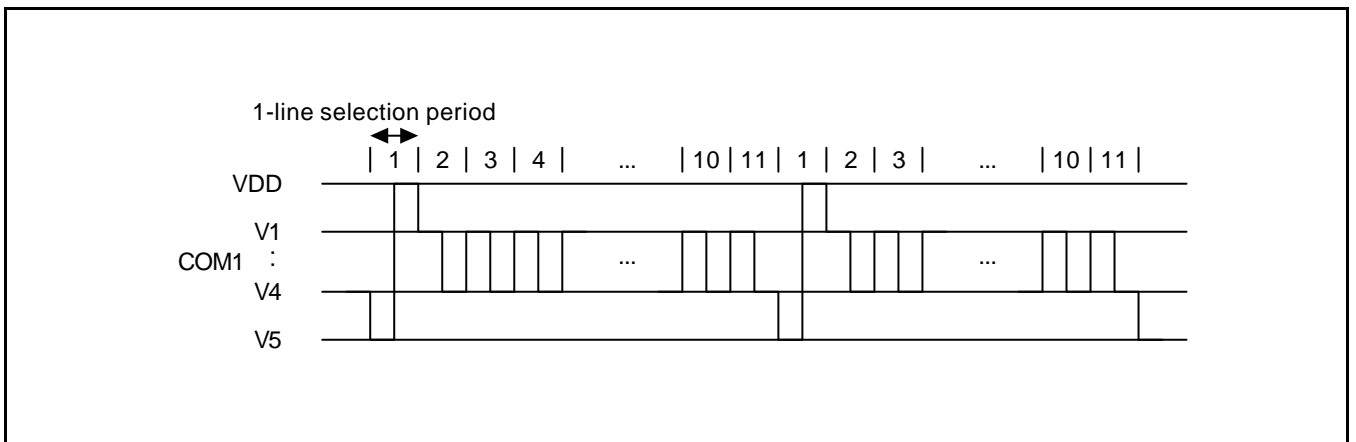 1-line selection period
| 1 | 2 | 3 | 4 | ... | 10 | 11 | 1 | 2 | 3 | ... | 10 | 11 |
VDD
V1
COM1 : ... ...
V4
V5